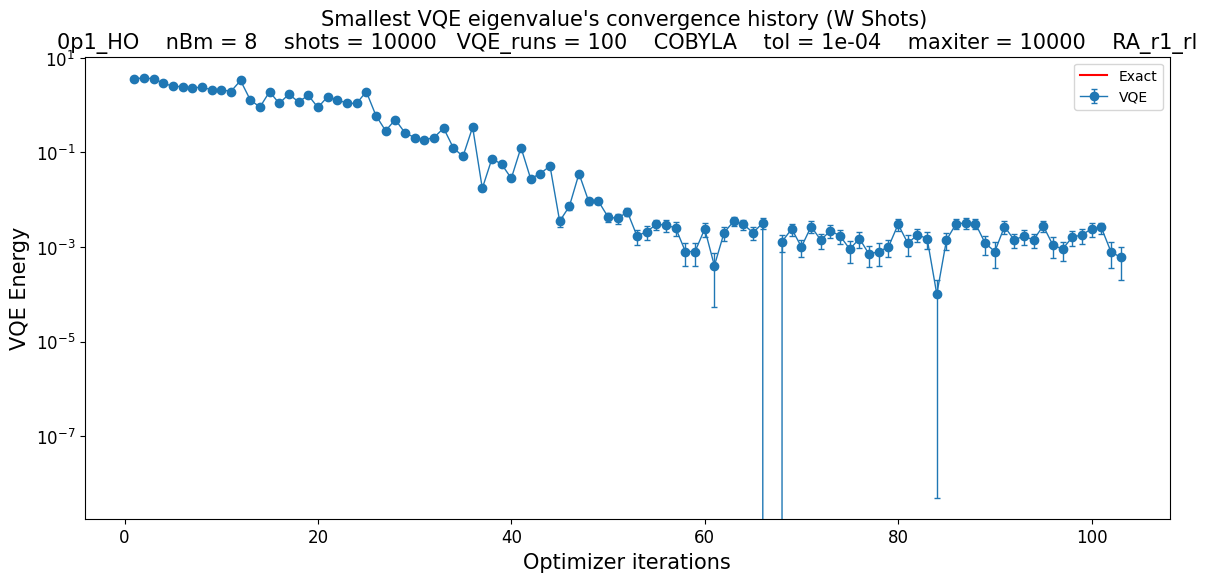 Smallest VQE eigenvalue's convergence history (W Shots)
0p1_HO nBm = 8 shots = 10000 VQE_runs = 100 COBYLA tol = 1e-04 maxiter = 10000 RA_r1_rl
10¹
10⁻¹
10⁻³
10⁻⁵
10⁻⁷
VQE Energy
Exact
VQE
0 20 40 60 80 100
Optimizer iterations